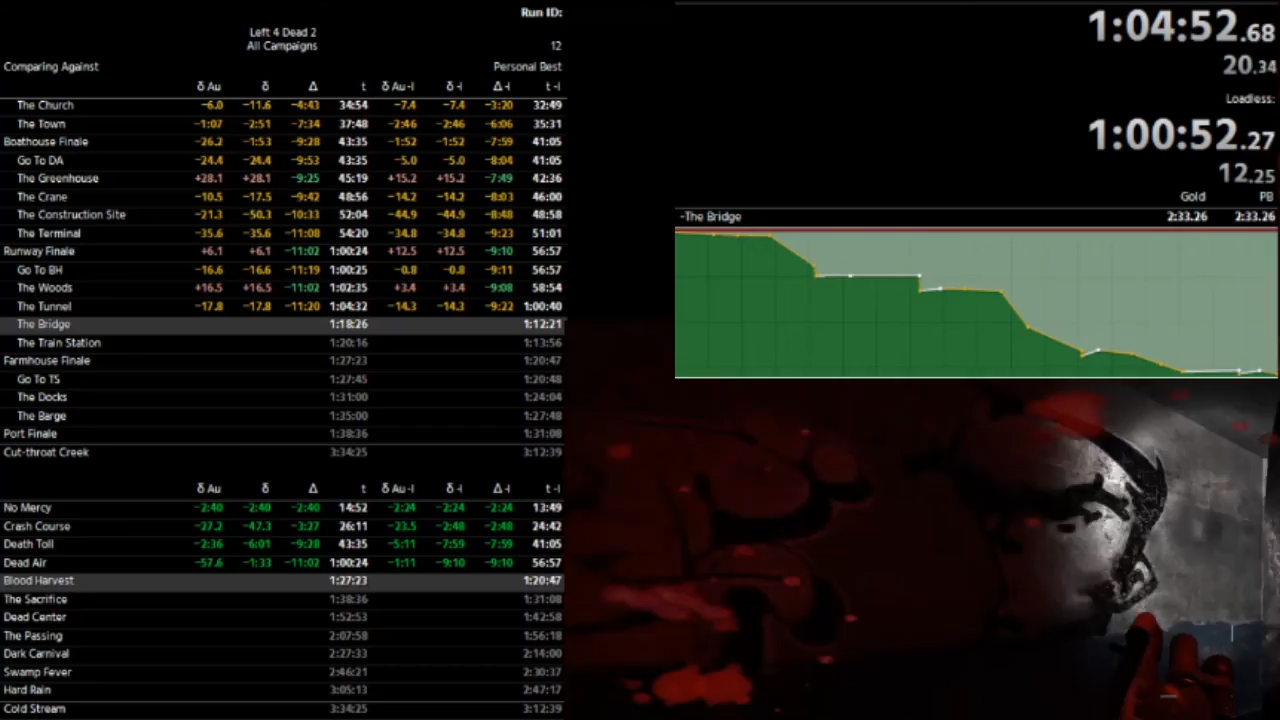 Run ID:
Left 4 Dead 2
All Campaigns
12
Comparing Against Personal Best
δ Au δ Δ t δ Au -l δ -l Δ -l t -l
The Church −6.0 −11.6 −4:43 34:54 −7.4 −7.4 −3:20 32:49
The Town −1:07 −2:51 −7:34 37:48 −2:46 −2:46 −6:06 35:31
Boathouse Finale −26.2 −1:53 −9:28 43:35 −1:52 −1:52 −7:59 41:05
Go To DA −24.4 −24.4 −9:53 43:35 −5.0 −5.0 −8:04 41:05
The Greenhouse +28.1 +28.1 −9:25 45:19 +15.2 +15.2 −7:49 42:36
The Crane −10.5 −17.5 −9:42 48:56 −14.2 −14.2 −8:03 46:00
The Construction Site −21.3 −50.3 −10:33 52:04 −44.9 −44.9 −8:48 48:58
The Terminal −35.6 −35.6 −11:08 54:20 −34.8 −34.8 −9:23 51:01
Runway Finale +6.1 +6.1 −11:02 1:00:24 +12.5 +12.5 −9:10 56:57
Go To BH −16.6 −16.6 −11:19 1:00:25 −0.8 −0.8 −9:11 56:57
The Woods +16.5 +16.5 −11:02 1:02:35 +3.4 +3.4 −9:08 58:54
The Tunnel −17.8 −17.8 −11:20 1:04:32 −14.3 −14.3 −9:22 1:00:40
The Bridge 1:18:26 1:12:21
The Train Station 1:20:16 1:13:56
Farmhouse Finale 1:27:23 1:20:47
Go To TS 1:27:45 1:20:48
The Docks 1:31:00 1:24:04
The Barge 1:35:00 1:27:48
Port Finale 1:38:36 1:31:08
Cut-throat Creek 3:34:25 3:12:39
δ Au δ Δ t δ Au -l δ -l Δ -l t -l
No Mercy −2:40 −2:40 −2:40 14:52 −2:24 −2:24 −2:24 13:49
Crash Course −27.2 −47.3 −3:27 26:11 −23.5 −2:48 −2:48 24:42
Death Toll −2:36 −6:01 −9:28 43:35 −5:11 −7:59 −7:59 41:05
Dead Air −57.6 −1:33 −11:02 1:00:24 −1:11 −9:10 −9:10 56:57
Blood Harvest 1:27:23 1:20:47
The Sacrifice 1:38:36 1:31:08
Dead Center 1:52:53 1:42:58
The Passing 2:07:58 1:56:18
Dark Carnival 2:27:33 2:14:00
Swamp Fever 2:46:21 2:30:37
Hard Rain 3:05:13 2:47:17
Cold Stream 3:34:25 3:12:39
1:04:52.68
20.34
Loadless:
1:00:52.27
12.25
Gold PB
-The Bridge 2:33.26 2:33.26